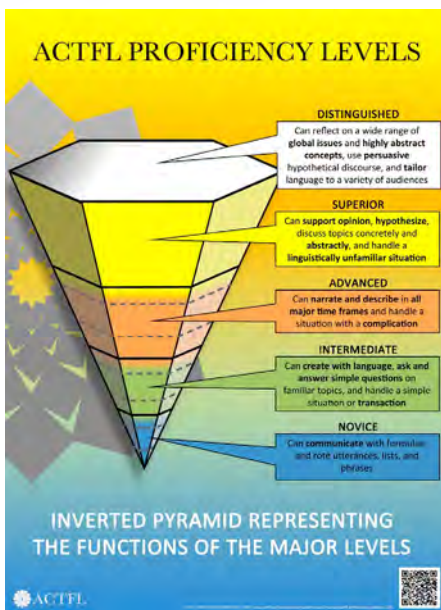 ACTFL PROFICIENCY LEVELS
DISTINGUISHED
Can reflect on a wide range of
global issues and highly abstract
concepts, use persuasive
hypothetical discourse, and tailor
language to a variety of audiences
SUPERIOR
Can support opinion, hypothesize,
discuss topics concretely and
abstractly, and handle a
linguistically unfamiliar situation
ADVANCED
Can narrate and describe in all
major time frames and handle a
situation with a complication
INTERMEDIATE
Can create with language, ask and
answer simple questions on
familiar topics, and handle a simple
situation or transaction
NOVICE
Can communicate with formulaic
and rote utterances, lists, and
phrases
INVERTED PYRAMID REPRESENTING
THE FUNCTIONS OF THE MAJOR LEVELS
ACTFL